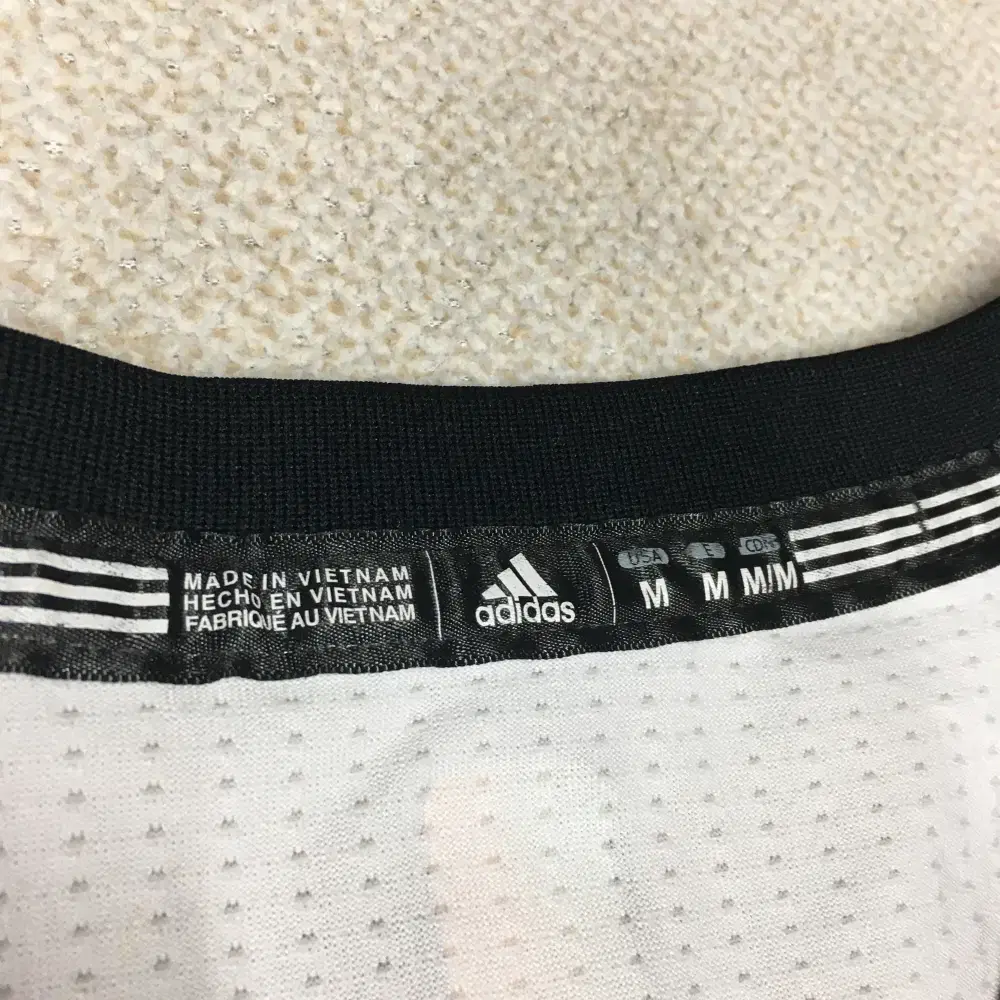 MADE IN VIETNAM
HECHO EN VIETNAM
FABRIQUÉ AU VIETNAM
adidas
USA E CDN
M M M/M